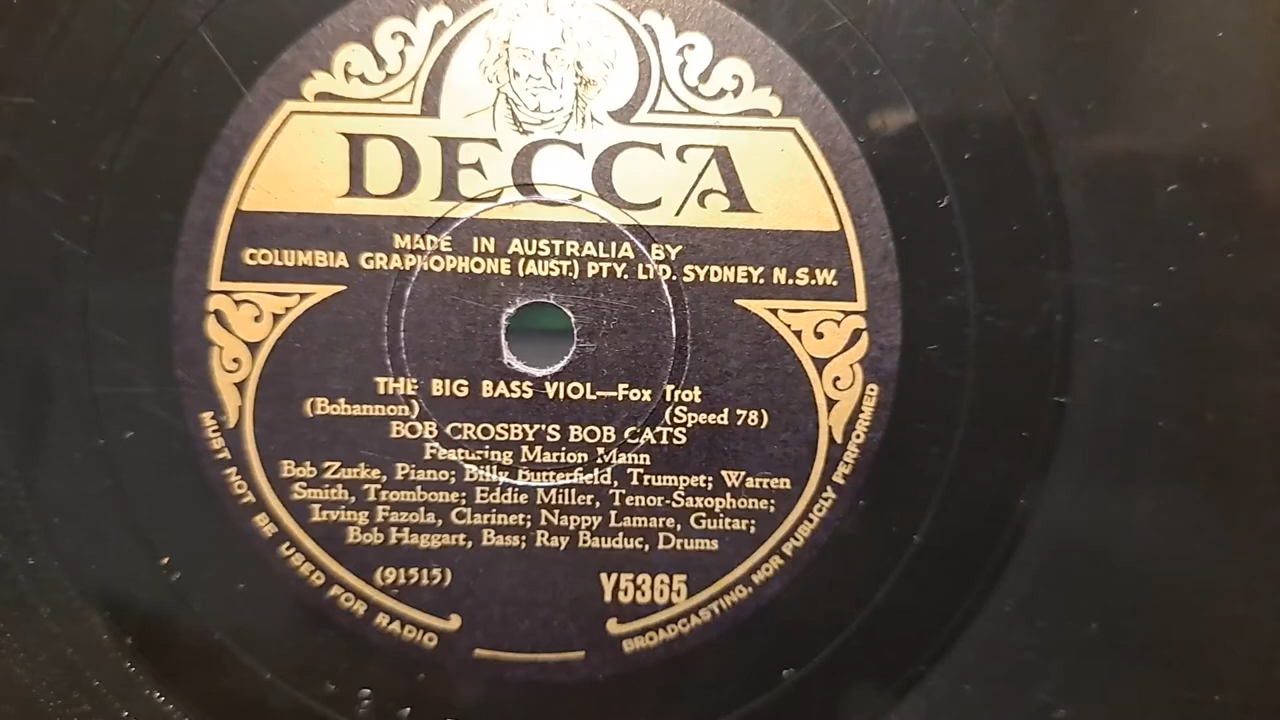 DECCA
MADE IN AUSTRALIA BY
COLUMBIA GRAPHOPHONE (AUST.) PTY. LTD. SYDNEY. N.S.W.
THE BIG BASS VIOL—Fox Trot
(Bohannon) (Speed 78)
BOB CROSBY'S BOB CATS
Featuring Marion Mann
Bob Zurke, Piano; Billy Butterfield, Trumpet; Warren
Smith, Trombone; Eddie Miller, Tenor-Saxophone;
Irving Fazola, Clarinet; Nappy Lamare, Guitar;
Bob Haggart, Bass; Ray Bauduc, Drums
(91515) Y5365
MUST NOT BE USED FOR RADIO
BROADCASTING, NOR PUBLICLY PERFORMED